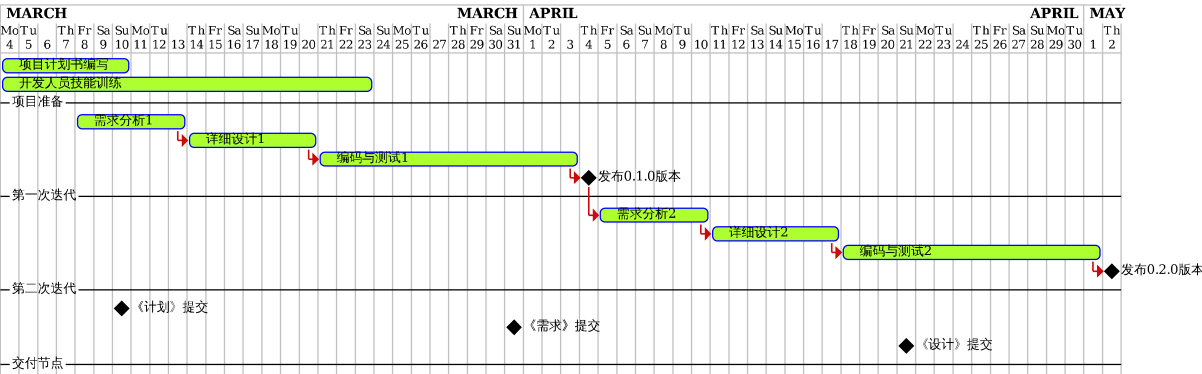 MARCH MARCH APRIL APRIL MAY
Mo Tu Th Fr Sa Su Mo Tu Th Fr Sa Su Mo Tu Th Fr Sa Su Mo Tu Th Fr Sa Su Mo Tu Th Fr Sa Su Mo Tu Th Fr Sa Su Mo Tu Th Fr Sa Su Mo Tu Th Fr Sa Su Mo Tu Th
4 5 6 7 8 9 10 11 12 13 14 15 16 17 18 19 20 21 22 23 24 25 26 27 28 29 30 31 1 2 3 4 5 6 7 8 9 10 11 12 13 14 15 16 17 18 19 20 21 22 23 24 25 26 27 28 29 30 1 2
项目计划书编写
开发人员技能训练
项目准备
需求分析1
详细设计1
编码与测试1
发布0.1.0版本
第一次迭代
需求分析2
详细设计2
编码与测试2
发布0.2.0版本
第二次迭代
《计划》提交
《需求》提交
《设计》提交
交付节点